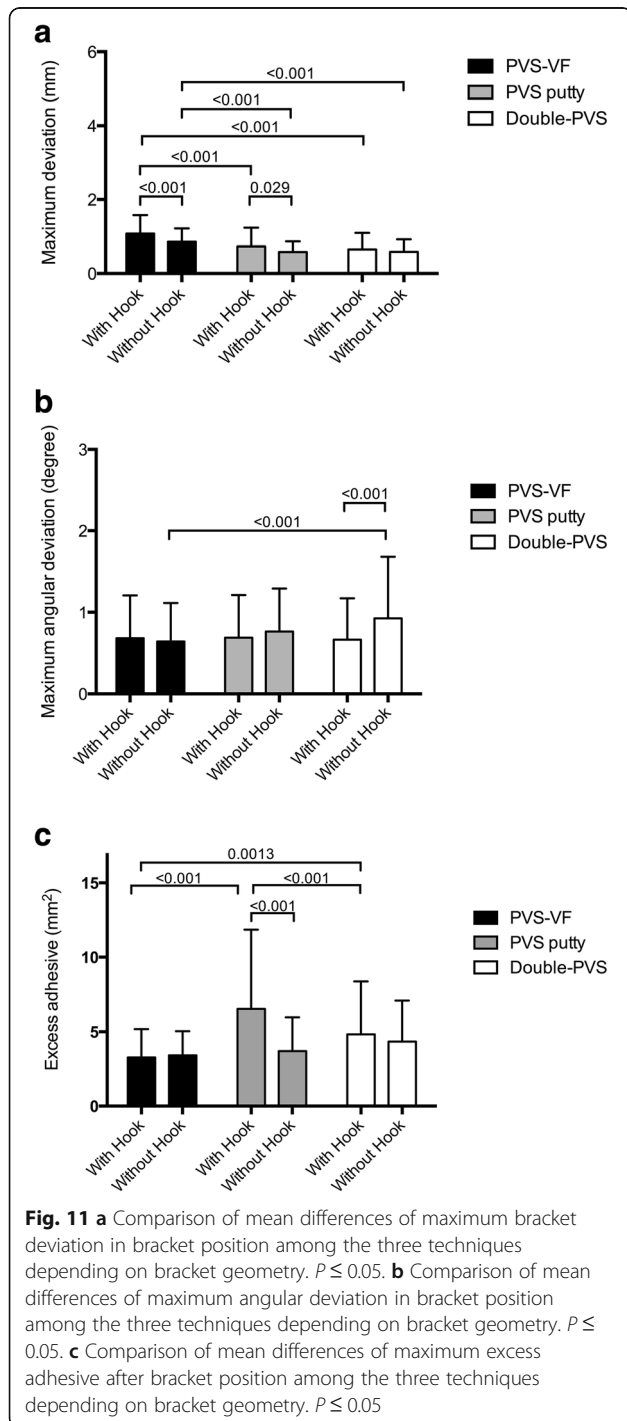 a
6
4
2
0
Maximum deviation (mm)
<0.001
<0.001
<0.001
<0.001
<0.001
0.029
With Hook
Without Hook
With Hook
Without Hook
With Hook
Without Hook
PVS-VF
PVS putty
Double-PVS
b
3
2
1
0
Maximum angular deviation (degree)
<0.001
<0.001
With Hook
Without Hook
With Hook
Without Hook
With Hook
Without Hook
PVS-VF
PVS putty
Double-PVS
c
15
10
5
0
Excess adhesive (mm²)
0.0013
<0.001
<0.001
<0.001
With Hook
Without Hook
With Hook
Without Hook
With Hook
Without Hook
PVS-VF
PVS putty
Double-PVS
Fig. 11 a Comparison of mean differences of maximum bracket
deviation in bracket position among the three techniques
depending on bracket geometry. P ≤ 0.05. b Comparison of mean
differences of maximum angular deviation in bracket position
among the three techniques depending on bracket geometry. P ≤
0.05. c Comparison of mean differences of maximum excess
adhesive after bracket position among the three techniques
depending on bracket geometry. P ≤ 0.05